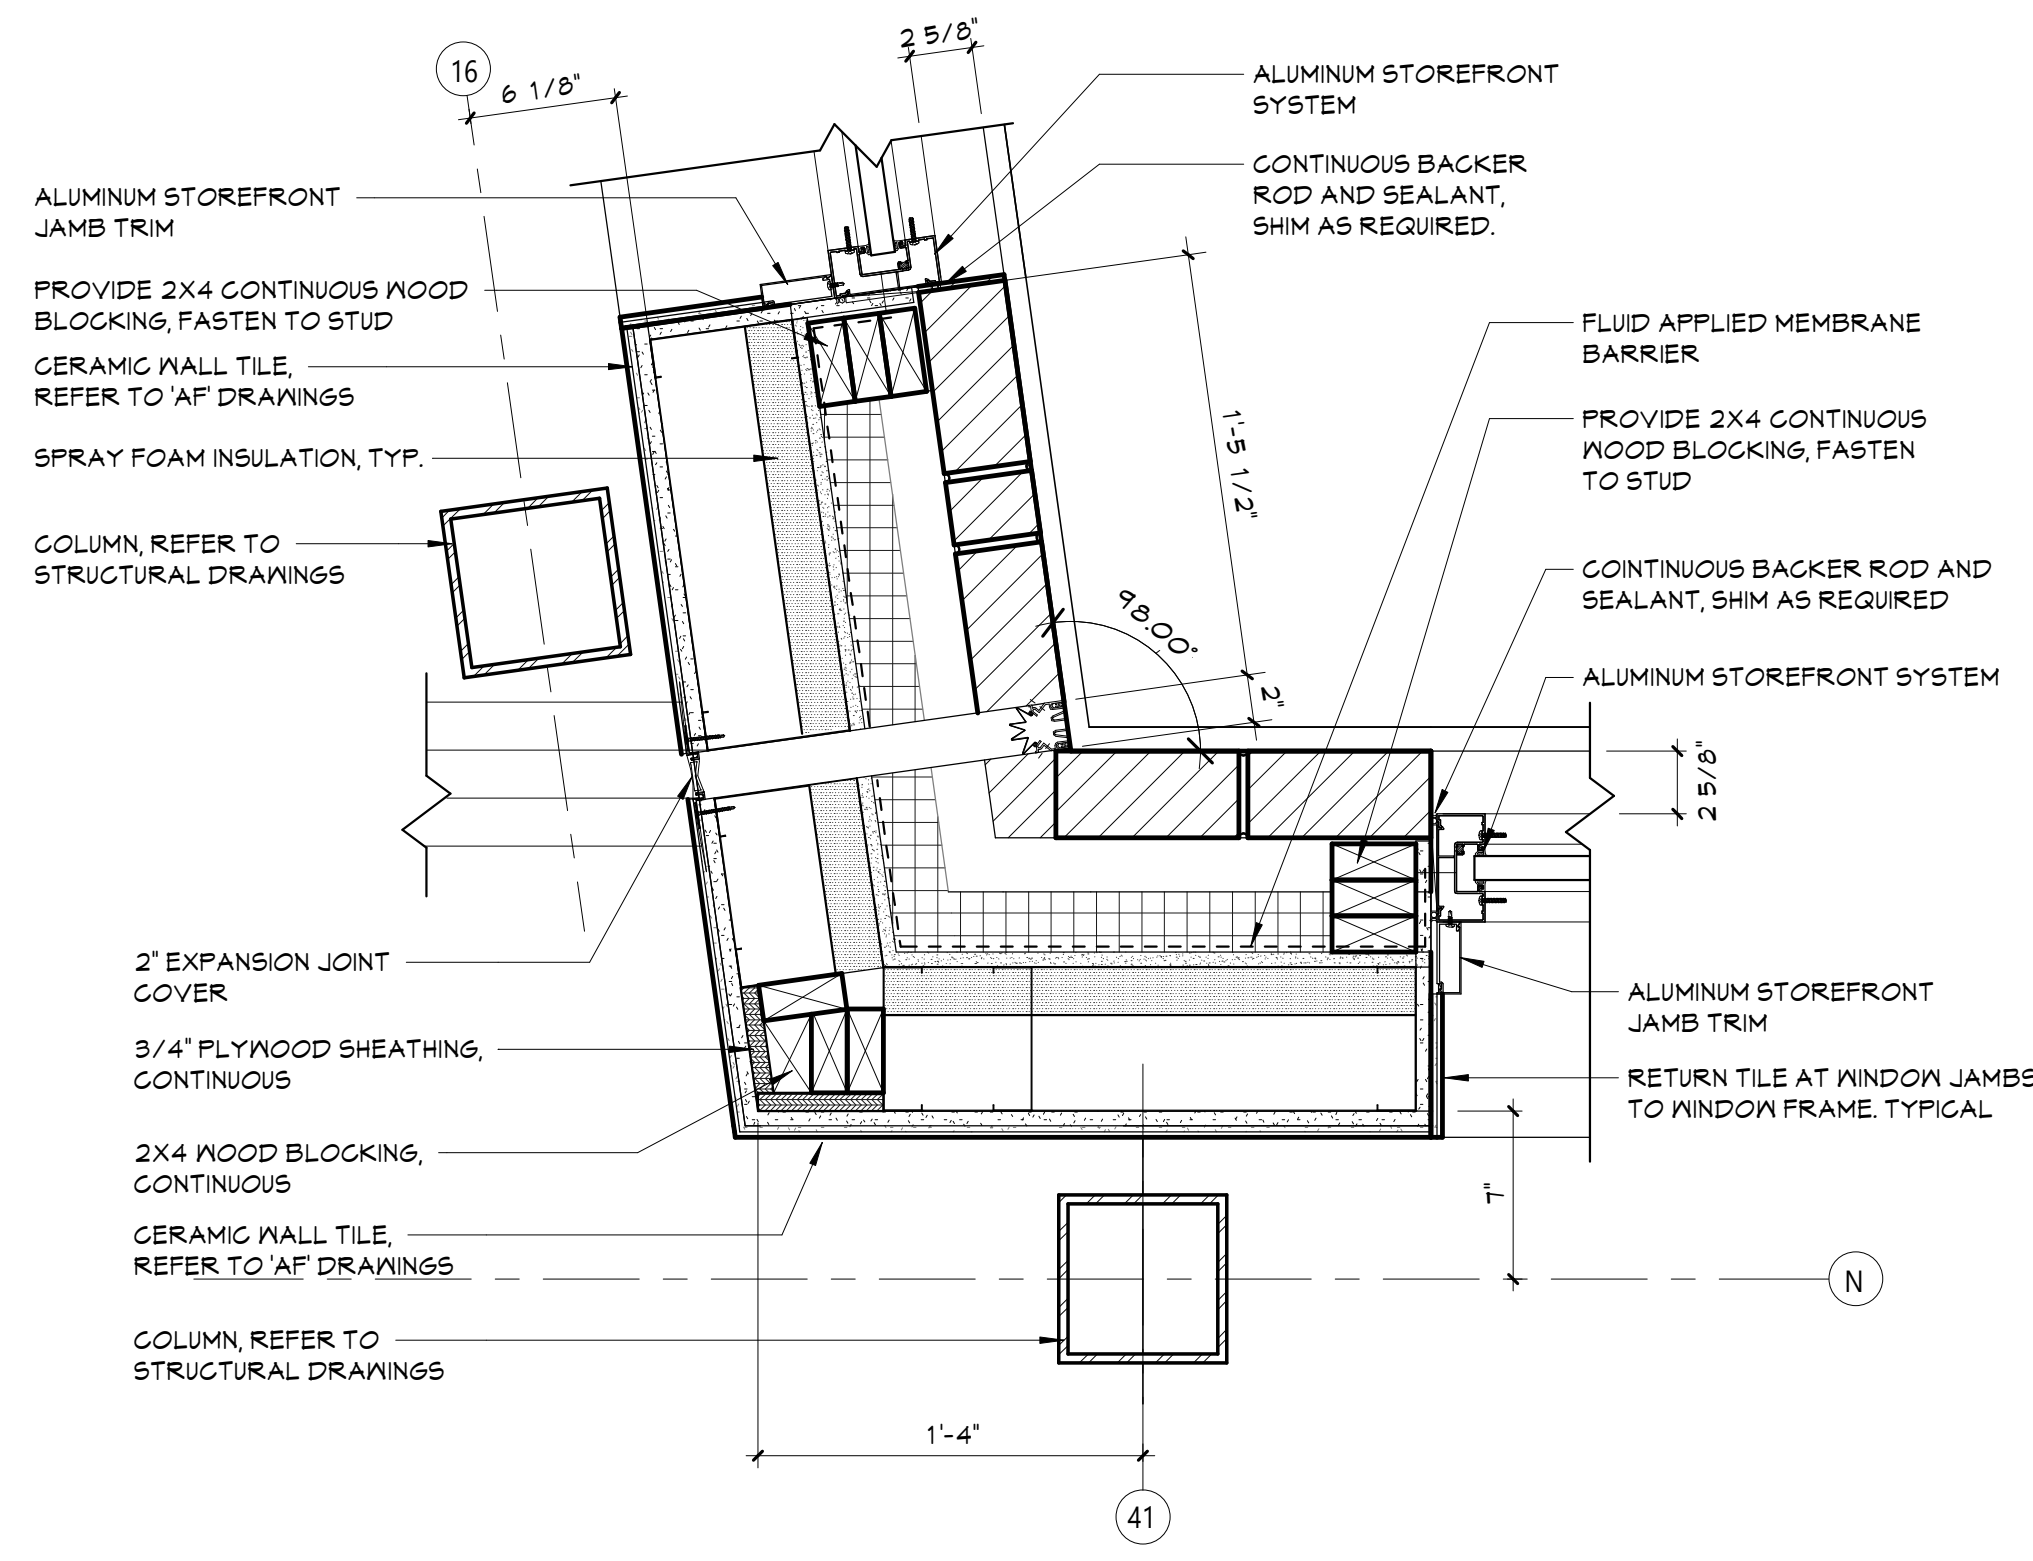 16
6 1/8"
2 5/8"
ALUMINUM STOREFRONT
SYSTEM
CONTINUOUS BACKER
ROD AND SEALANT,
SHIM AS REQUIRED.
ALUMINUM STOREFRONT
JAMB TRIM
PROVIDE 2X4 CONTINUOUS WOOD
BLOCKING, FASTEN TO STUD
CERAMIC WALL TILE,
REFER TO 'AF' DRAWINGS
SPRAY FOAM INSULATION, TYP.
COLUMN, REFER TO
STRUCTURAL DRAWINGS
1'-5 1/2"
98.00°
2"
FLUID APPLIED MEMBRANE
BARRIER
PROVIDE 2X4 CONTINUOUS
WOOD BLOCKING, FASTEN
TO STUD
COINTINUOUS BACKER ROD AND
SEALANT, SHIM AS REQUIRED
ALUMINUM STOREFRONT SYSTEM
2 5/8"
2" EXPANSION JOINT
COVER
3/4" PLYWOOD SHEATHING,
CONTINUOUS
2X4 WOOD BLOCKING,
CONTINUOUS
CERAMIC WALL TILE,
REFER TO 'AF' DRAWINGS
COLUMN, REFER TO
STRUCTURAL DRAWINGS
ALUMINUM STOREFRONT
JAMB TRIM
RETURN TILE AT WINDOW JAMBS
TO WINDOW FRAME. TYPICAL
7"
N
1'-4"
41